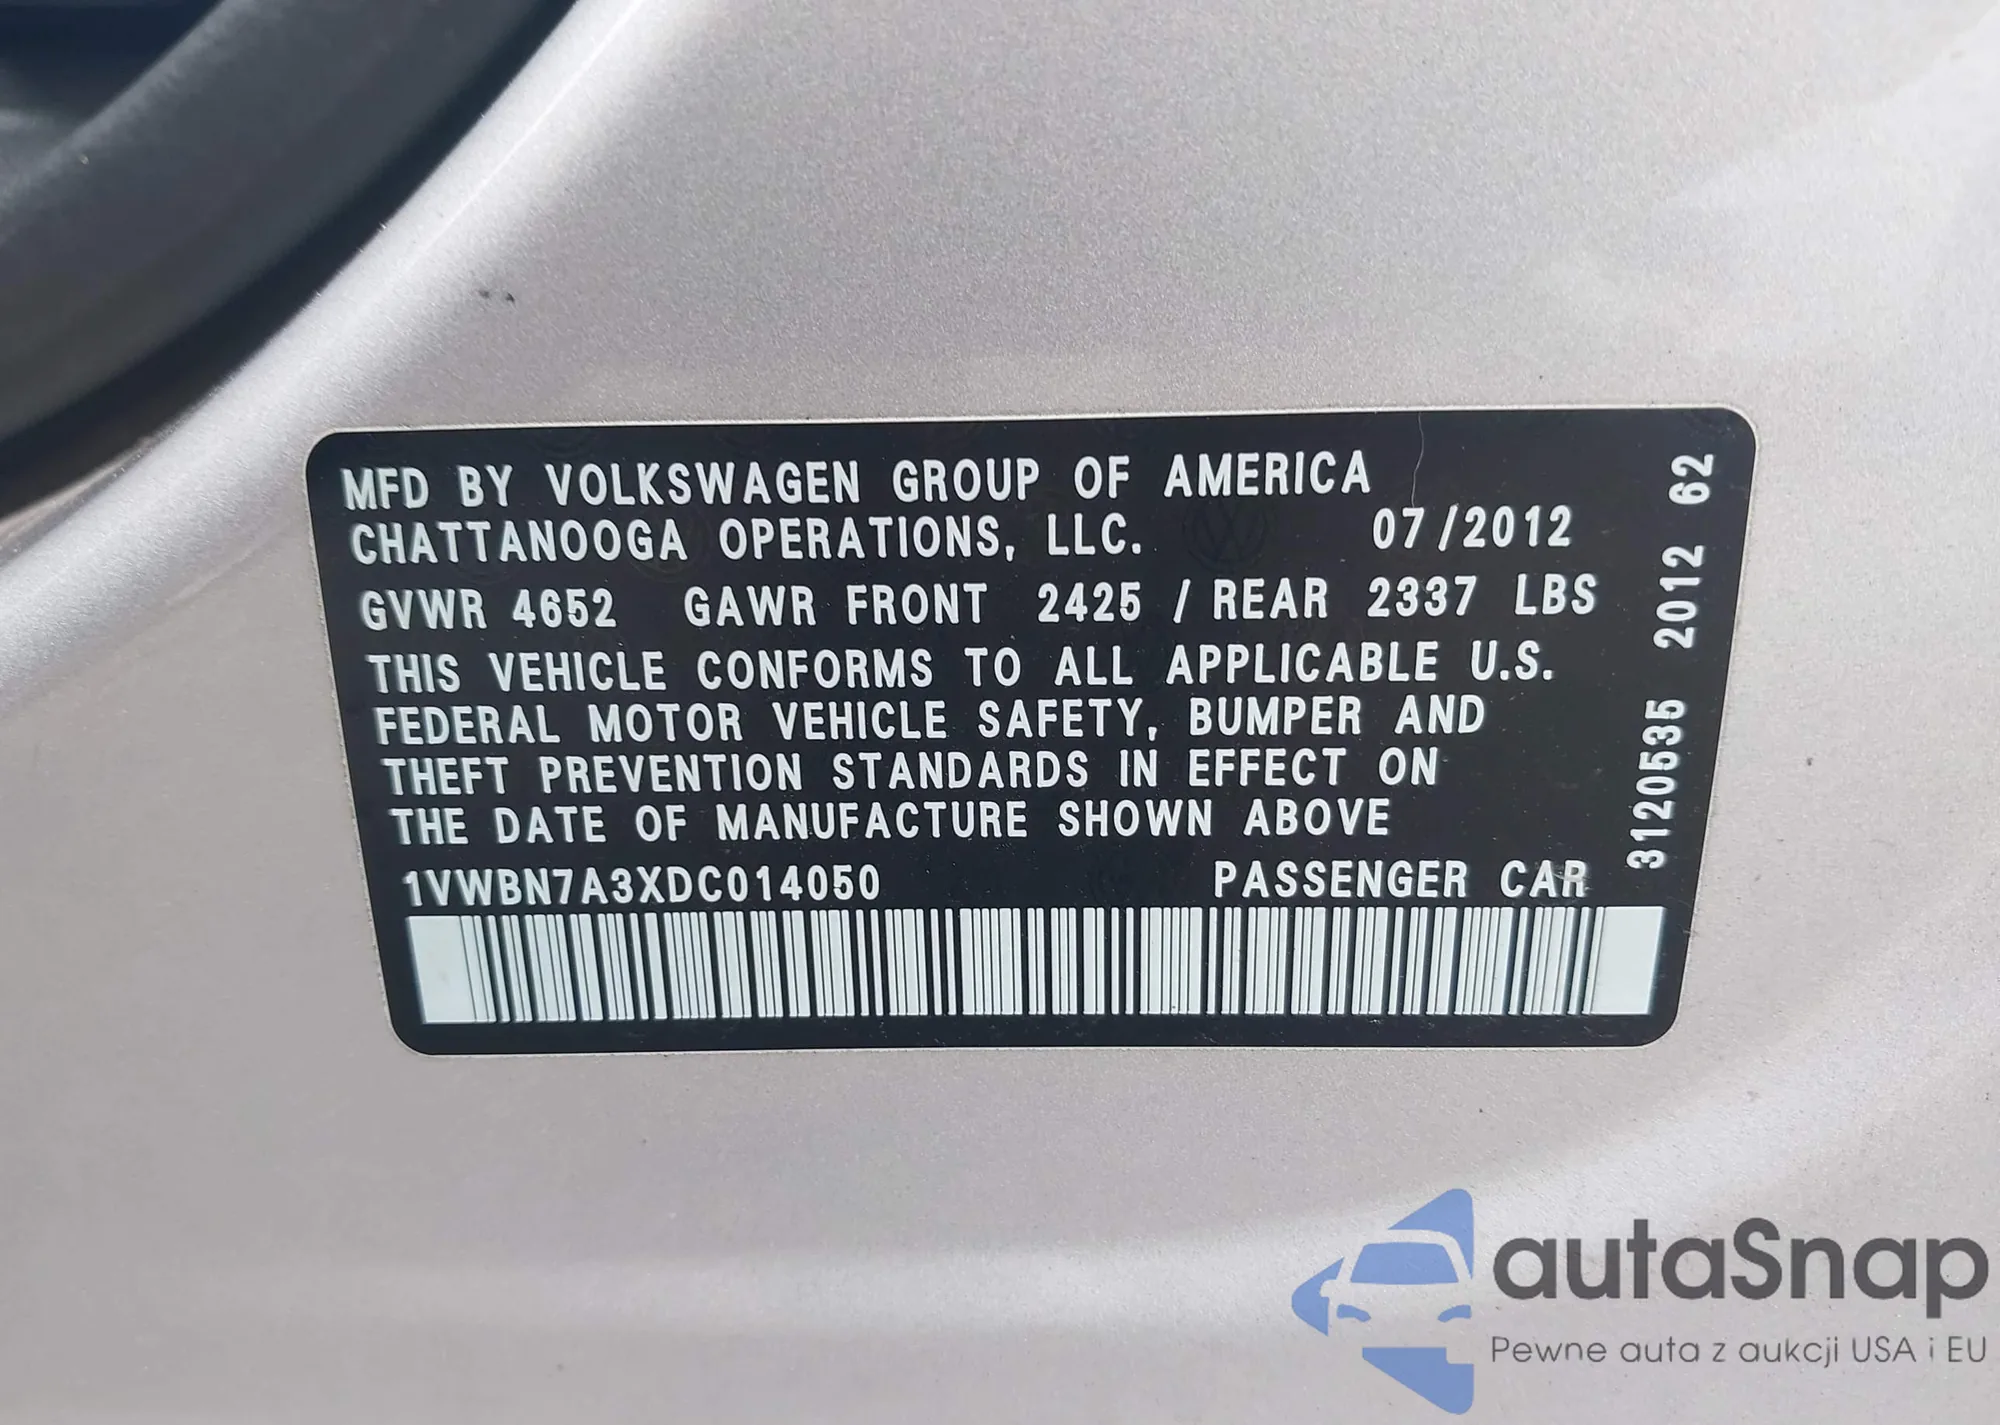 MFD BY VOLKSWAGEN GROUP OF AMERICA
CHATTANOOGA OPERATIONS, LLC. 07/2012
GVWR 4652 GAWR FRONT 2425 / REAR 2337 LBS
THIS VEHICLE CONFORMS TO ALL APPLICABLE U.S.
FEDERAL MOTOR VEHICLE SAFETY, BUMPER AND
THEFT PREVENTION STANDARDS IN EFFECT ON
THE DATE OF MANUFACTURE SHOWN ABOVE
1VWBN7A3XDC014050 PASSENGER CAR
3120535 2012 62
autaSnap
Pewne auta z aukcji USA i EU